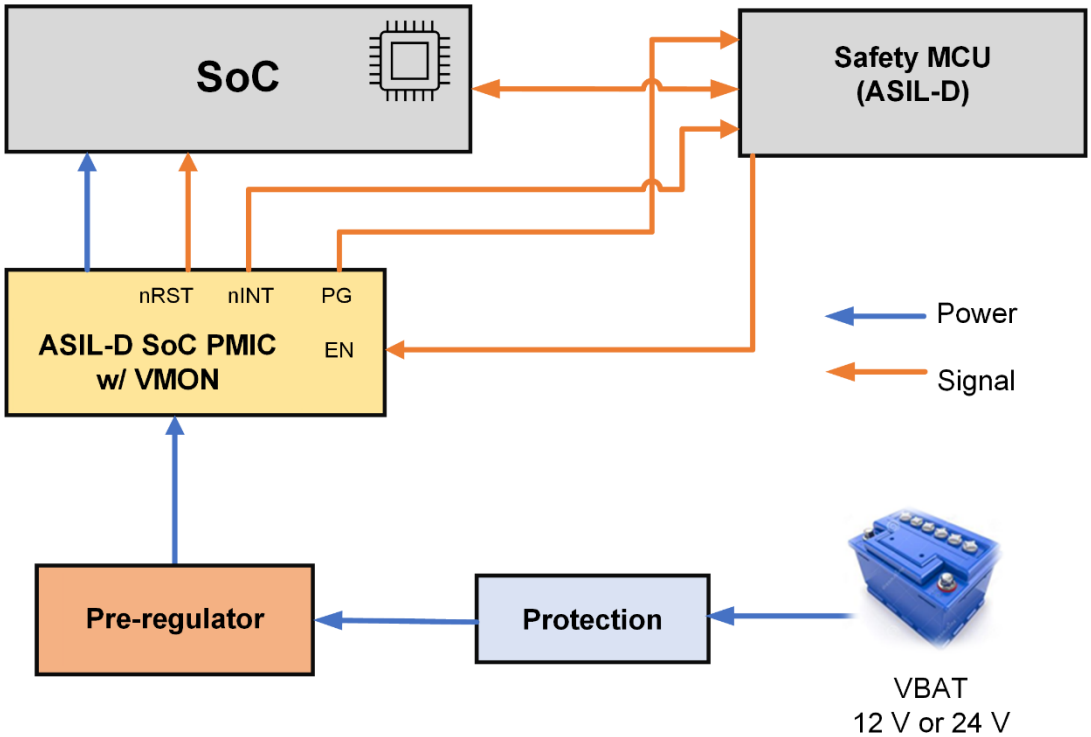 SoC
Safety MCU
(ASIL-D)
nRST
nINT
PG
ASIL-D SoC PMIC
w/ VMON
EN
Power
Signal
Pre-regulator
Protection
VBAT
12 V or 24 V